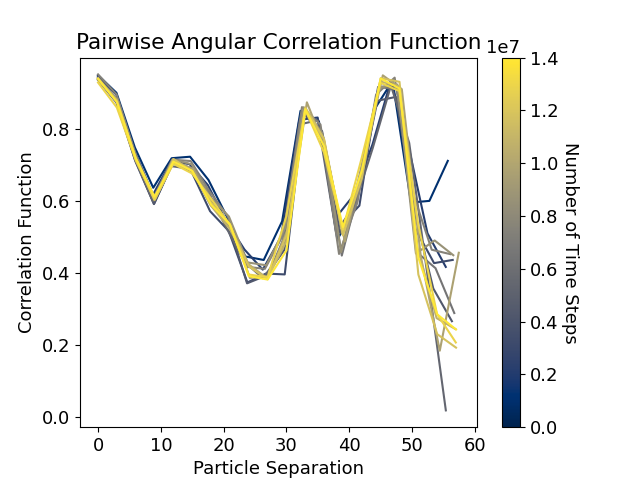 Pairwise Angular Correlation Function
1e7
1.4
1.2
1.0
0.8
0.6
0.4
0.2
0.0
Number of Time Steps
0.8
0.6
0.4
0.2
0.0
Correlation Function
0 10 20 30 40 50 60
Particle Separation